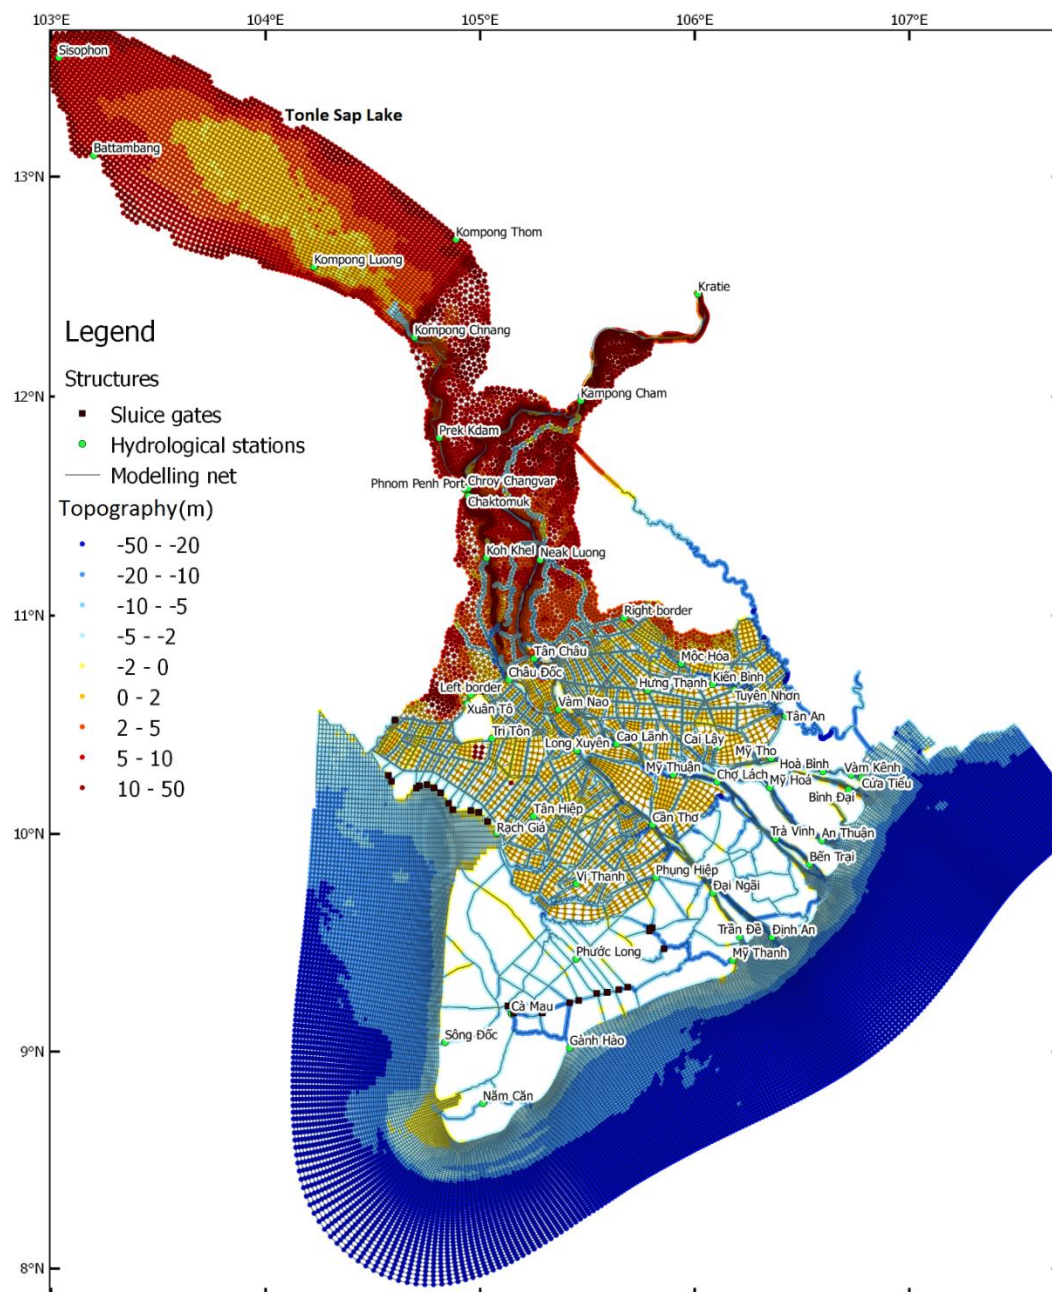 103°E 104°E 105°E 106°E 107°E
Sisophon
Tonle Sap Lake
Battambang
13°N
Kompong Thom
Kompong Luong
Kratie
Kompong Chnang
Legend
Structures
Sluice gates
Hydrological stations
Modelling net
Topography(m)
-50 - -20
-20 - -10
-10 - -5
-5 - -2
-2 - 0
0 - 2
2 - 5
5 - 10
10 - 50
12°N
Kampong Cham
Prek Kdam
Phnom Penh Port
Chroy Changvar
Chaktomuk
Koh Khel
Neak Luong
11°N
Right border
Tân Châu
Mộc Hóa
Châu Đốc
Kiến Bình
Hưng Thạnh
Left border
Tuyên Nhơn
Xuân Tô
Vàm Nao
Tân An
Tri Tôn
Cao Lãnh
Cai Lậy
Long Xuyên
Mỹ Tho
Hoà Bình
Vàm Kênh
Mỹ Thuận
Chợ Lách
Mỹ Hoá
Cửa Tiểu
Bình Đại
10°N
Tân Hiệp
Rạch Giá
Cần Thơ
Trà Vinh
An Thuận
Bến Trại
Vị Thanh
Phụng Hiệp
Đại Ngãi
Trần Đề
Định An
Phước Long
Mỹ Thanh
Cà Mau
9°N
Sông Đốc
Gành Hào
Năm Căn
8°N